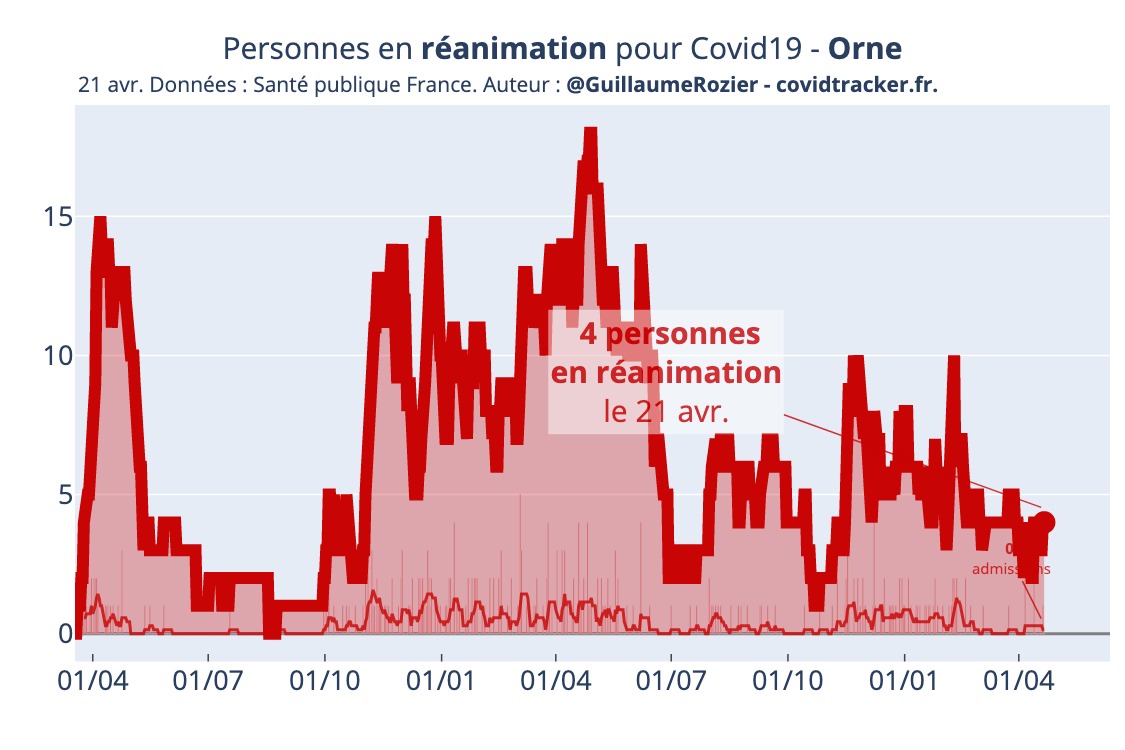 Personnes en réanimation pour Covid19 - Orne
21 avr. Données : Santé publique France. Auteur : @GuillaumeRozier - covidtracker.fr.
15
10
5
0
4 personnes
en réanimation
le 21 avr.
0
admissions
01/04 01/07 01/10 01/01 01/04 01/07 01/10 01/01 01/04